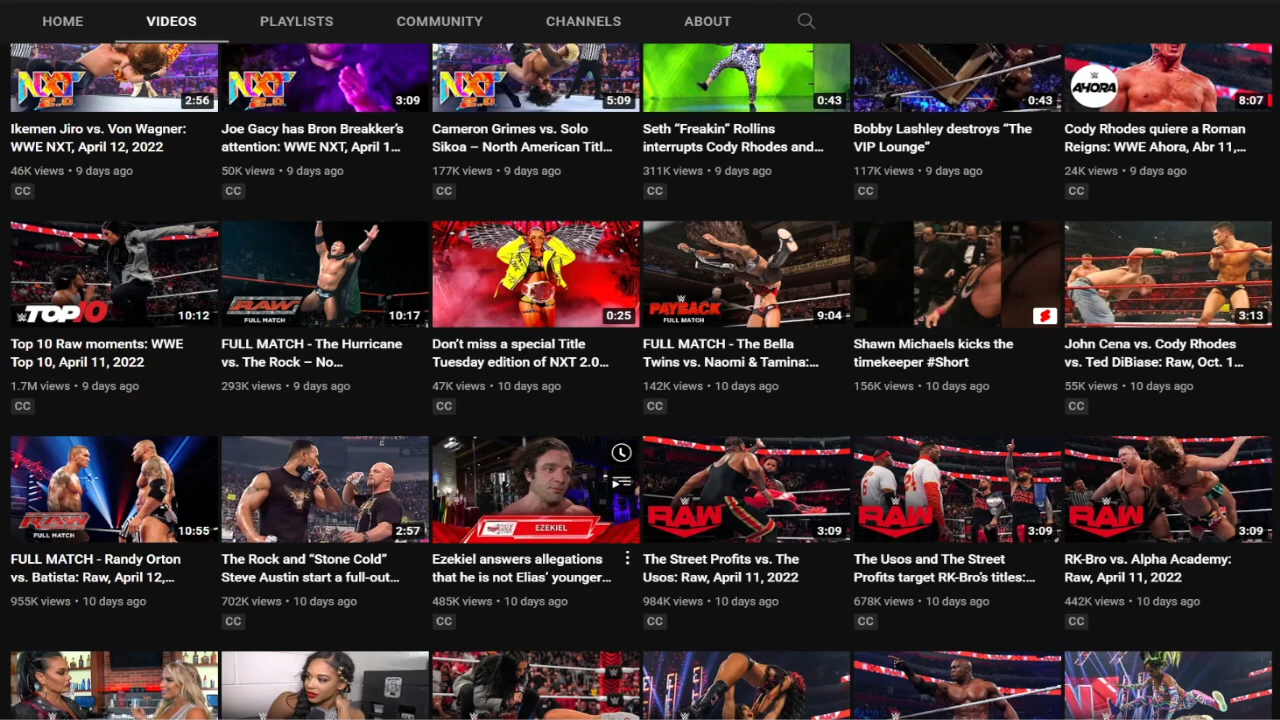 HOME VIDEOS PLAYLISTS COMMUNITY CHANNELS ABOUT
NXT 2.0 2:56 NXT 2.0 3:09 NXT 2.0 5:09 0:43 0:43 AHORA 8:07
Ikemen Jiro vs. Von Wagner: Joe Gacy has Bron Breakker's Cameron Grimes vs. Solo Seth “Freakin” Rollins Bobby Lashley destroys “The Cody Rhodes quiere a Roman
WWE NXT, April 12, 2022 attention: WWE NXT, April 1... Sikoa – North American Titl... interrupts Cody Rhodes and... VIP Lounge” Reigns: WWE Ahora, Abr 11,...
46K views • 9 days ago 50K views • 9 days ago 177K views • 9 days ago 311K views • 9 days ago 117K views • 9 days ago 24K views • 9 days ago
CC CC CC CC CC CC
TOP 10 10:12 RAW FULL MATCH 10:17 0:25 PAYBACK FULL MATCH 9:04 3:13
Top 10 Raw moments: WWE FULL MATCH - The Hurricane Don't miss a special Title FULL MATCH - The Bella Shawn Michaels kicks the John Cena vs. Cody Rhodes
Top 10, April 11, 2022 vs. The Rock – No... Tuesday edition of NXT 2.0... Twins vs. Naomi & Tamina:... timekeeper #Short vs. Ted DiBiase: Raw, Oct. 1...
1.7M views • 9 days ago 293K views • 9 days ago 47K views • 10 days ago 142K views • 10 days ago 156K views • 10 days ago 55K views • 10 days ago
CC CC CC CC
RAW FULL MATCH 10:55 2:57 EZEKIEL RAW 3:09 RAW 3:09 RAW 3:09
FULL MATCH - Randy Orton The Rock and “Stone Cold” Ezekiel answers allegations The Street Profits vs. The The Usos and The Street RK-Bro vs. Alpha Academy:
vs. Batista: Raw, April 12,... Steve Austin start a full-out... that he is not Elias' younger... Usos: Raw, April 11, 2022 Profits target RK-Bro's titles:... Raw, April 11, 2022
955K views • 10 days ago 702K views • 10 days ago 485K views • 10 days ago 984K views • 10 days ago 678K views • 10 days ago 442K views • 10 days ago
CC CC CC CC CC